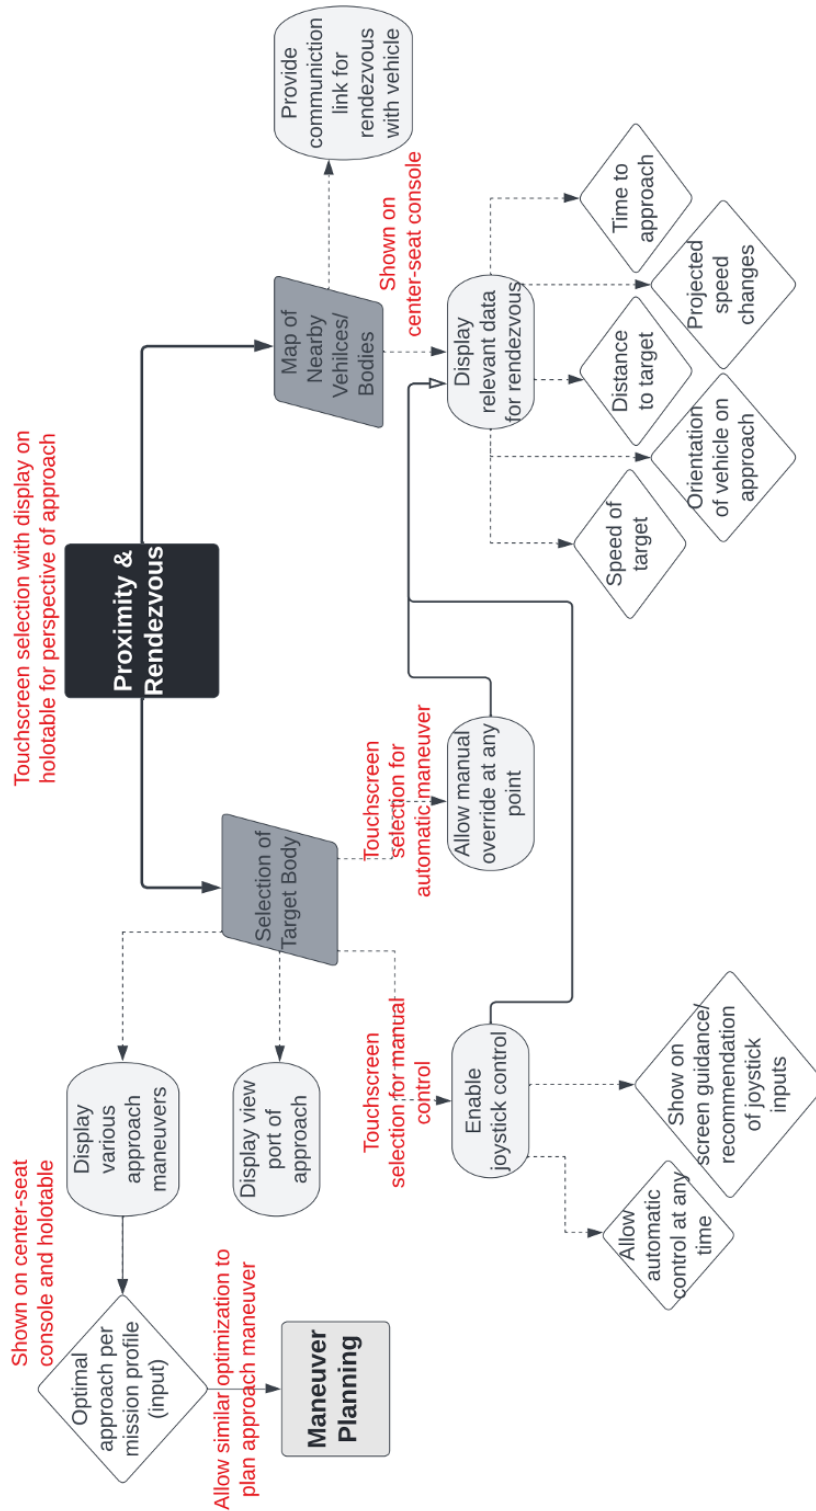 Touchscreen selection with display on
holotable for perspective of approach
Proximity &
Rendezvous
Shown on center-seat
console and holotable
Optimal
approach per
mission profile
(input)
Display
various
approach
maneuvers
Selection of
Target Body
Map of
Nearby
Vehilces/
Bodies
Provide
communiction
link for
rendezvous
with vehicle
Allow similar optimization to
plan approach maneuver
Maneuver
Planning
Display view
port of
approach
Touchscreen
selection for manual
control
Touchscreen
selection for
automatic maneuver
Shown on
center-seat console
Enable
joystick control
Allow manual
override at any
point
Display
relevant data
for rendezvous
Allow
automatic
control at any
time
Show on
screen guidance/
recommendation
of joystick
inputs
Speed of
target
Orientation
of vehicle on
approach
Distance
to target
Projected
speed
changes
Time to
approach